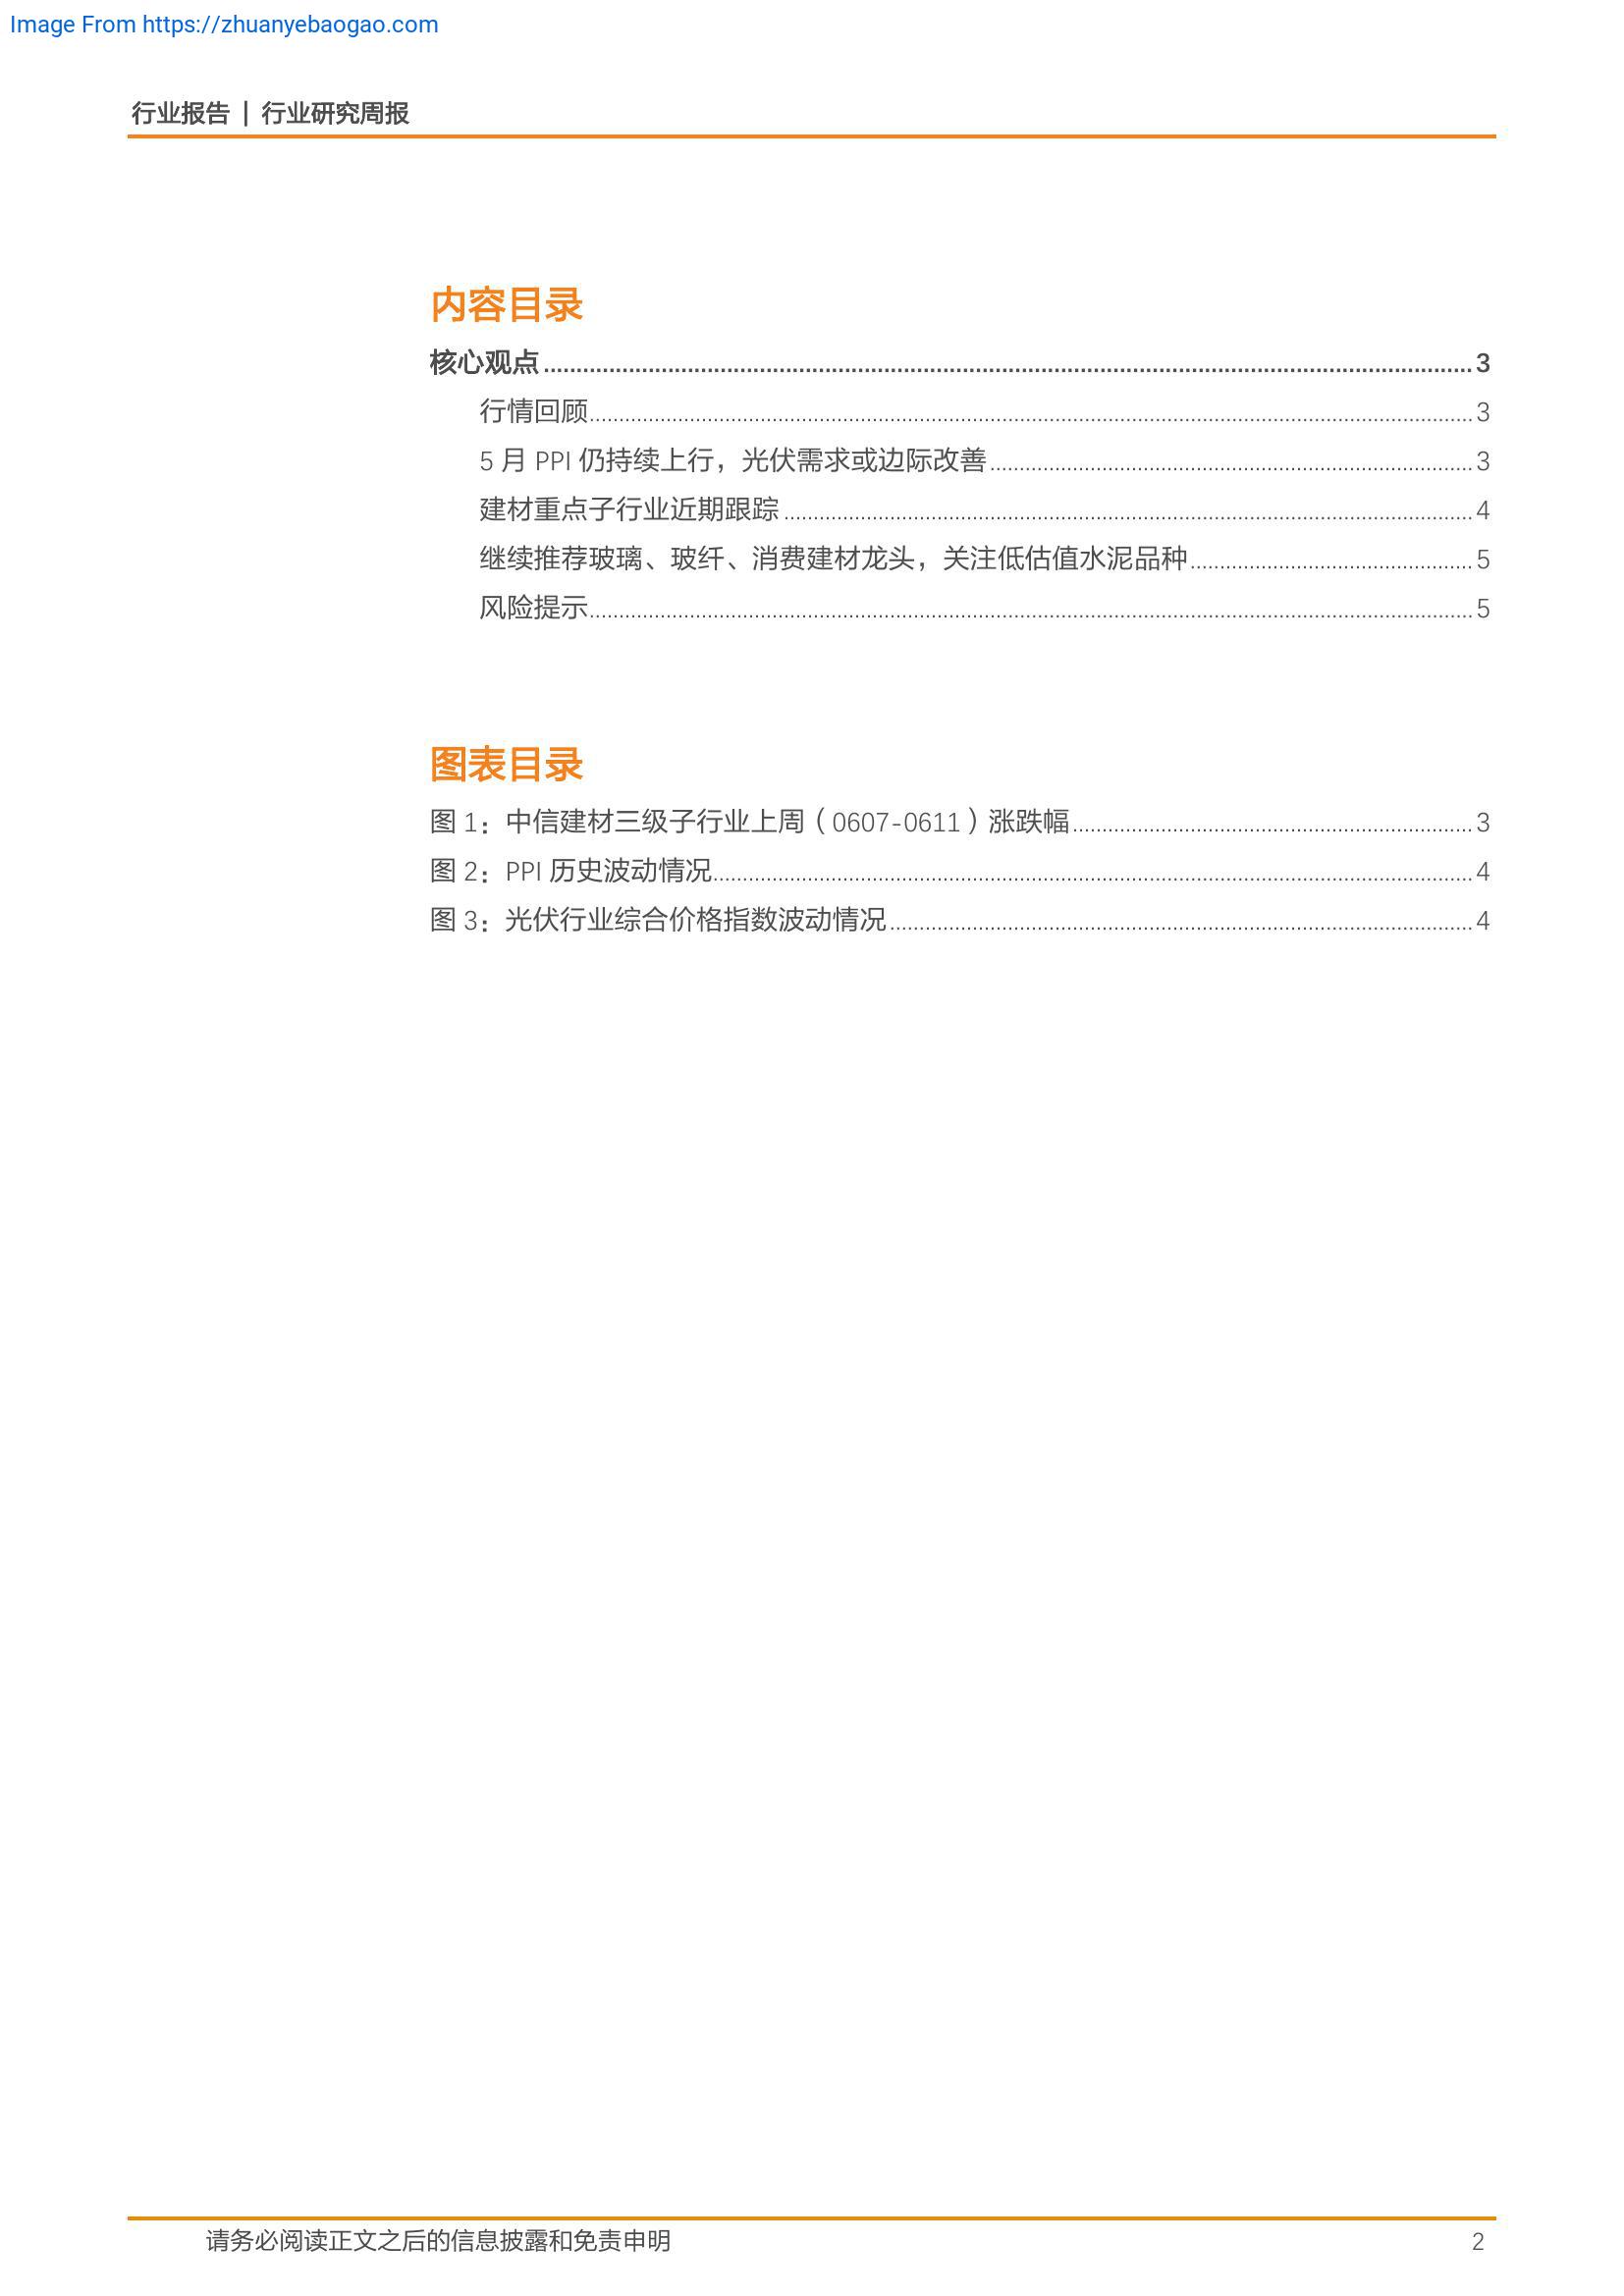 Image From https://zhuanyebaogao.com
行业报告 | 行业研究周报
内容目录
核心观点 3
行情回顾 3
5 月 PPI 仍持续上行，光伏需求或边际改善 3
建材重点子行业近期跟踪 4
继续推荐玻璃、玻纤、消费建材龙头，关注低估值水泥品种 5
风险提示 5
图表目录
图 1：中信建材三级子行业上周（0607-0611）涨跌幅 3
图 2：PPI 历史波动情况 4
图 3：光伏行业综合价格指数波动情况 4
请务必阅读正文之后的信息披露和免责申明 2